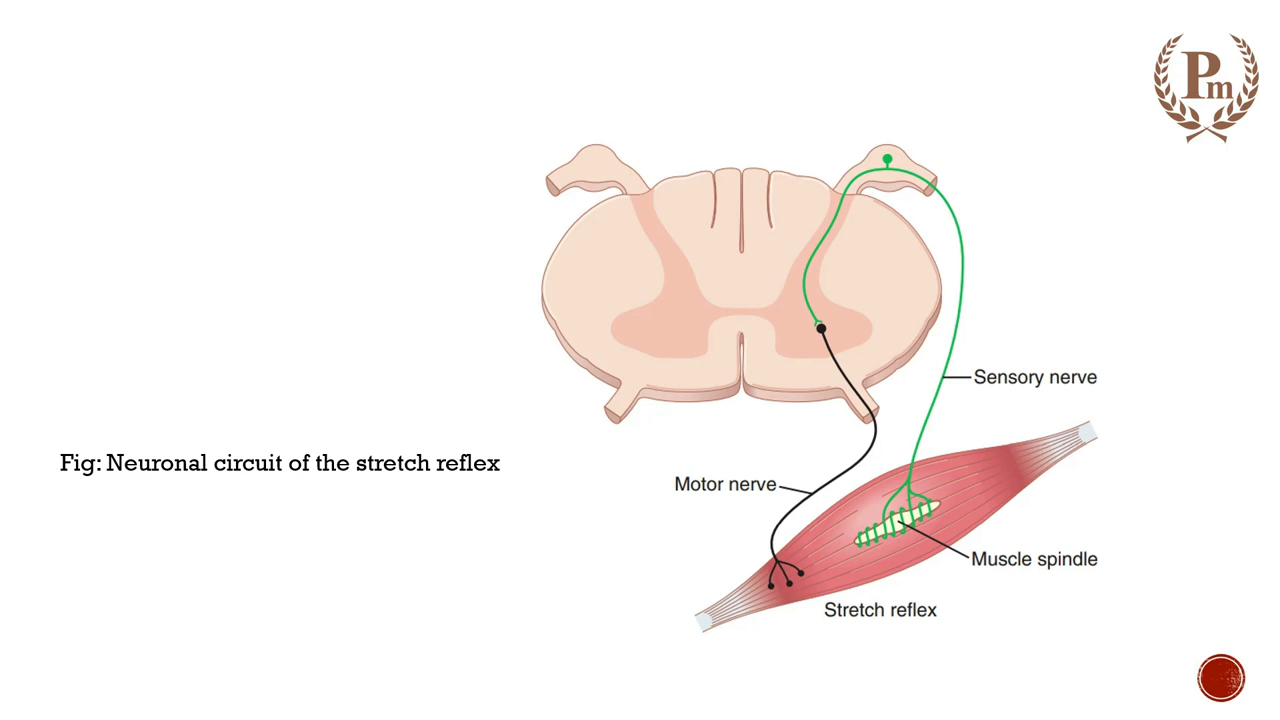 Pm
Sensory nerve
Fig: Neuronal circuit of the stretch reflex
Motor nerve
Muscle spindle
Stretch reflex